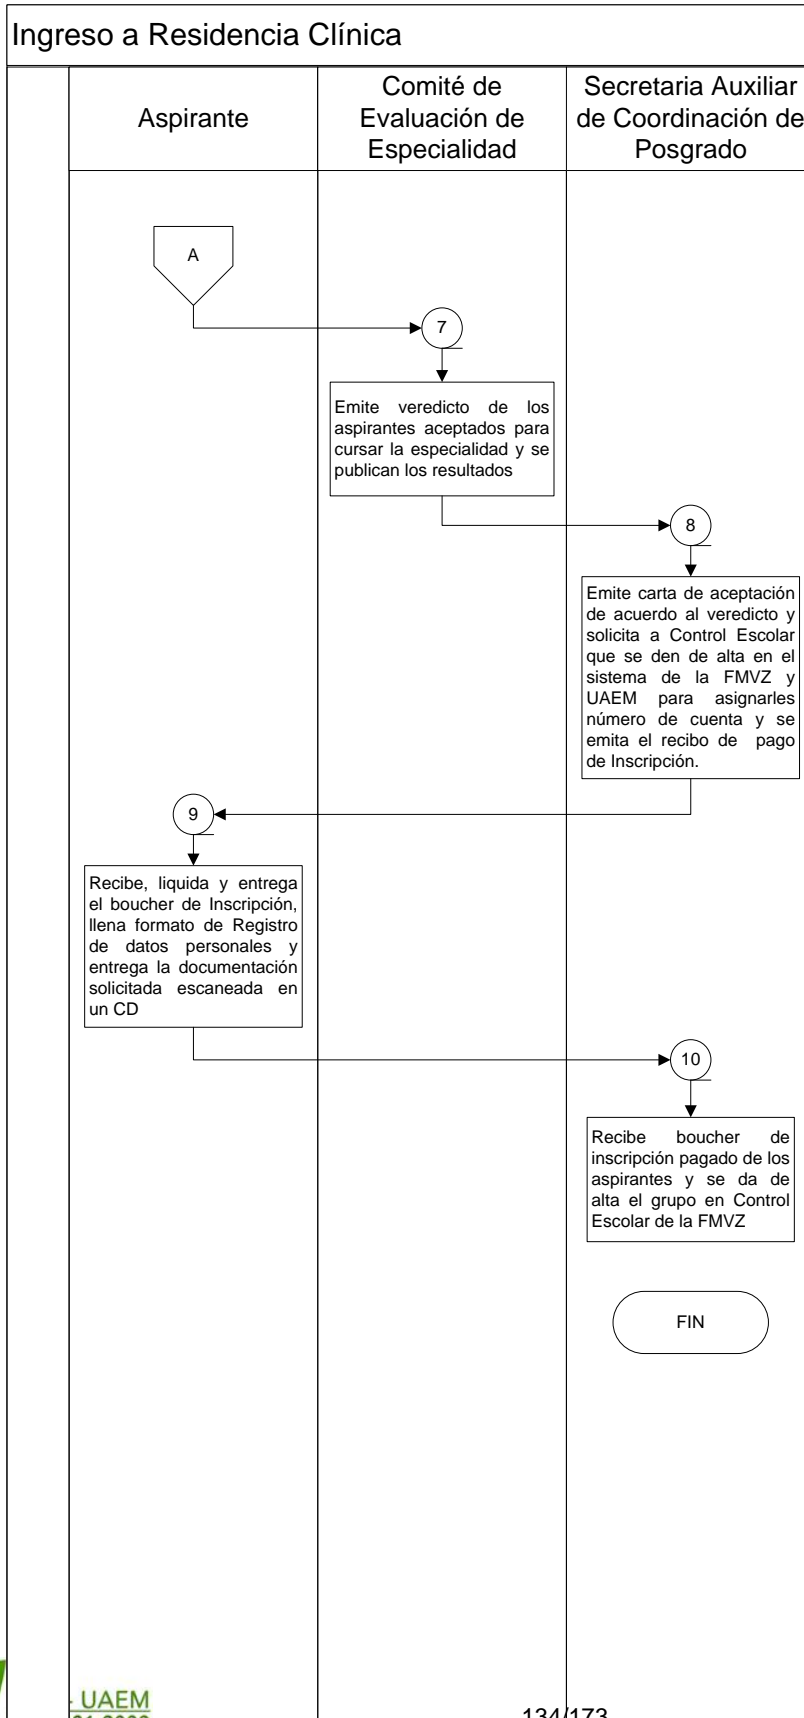 Ingreso a Residencia Clínica
Aspirante
Comité de
Evaluación de
Especialidad
Secretaria Auxiliar
de Coordinación de
Posgrado
A
7
Emite veredicto de los
aspirantes aceptados para
cursar la especialidad y se
publican los resultados
8
Emite carta de aceptación
de acuerdo al veredicto y
solicita a Control Escolar
que se den de alta en el
sistema de la FMVZ y
UAEM para asignarles
número de cuenta y se
emita el recibo de pago
de Inscripción.
9
Recibe, liquida y entrega
el boucher de Inscripción,
llena formato de Registro
de datos personales y
entrega la documentación
solicitada escaneada en
un CD
10
Recibe boucher de
inscripción pagado de los
aspirantes y se da de
alta el grupo en Control
Escolar de la FMVZ
FIN
UAEM
134/173